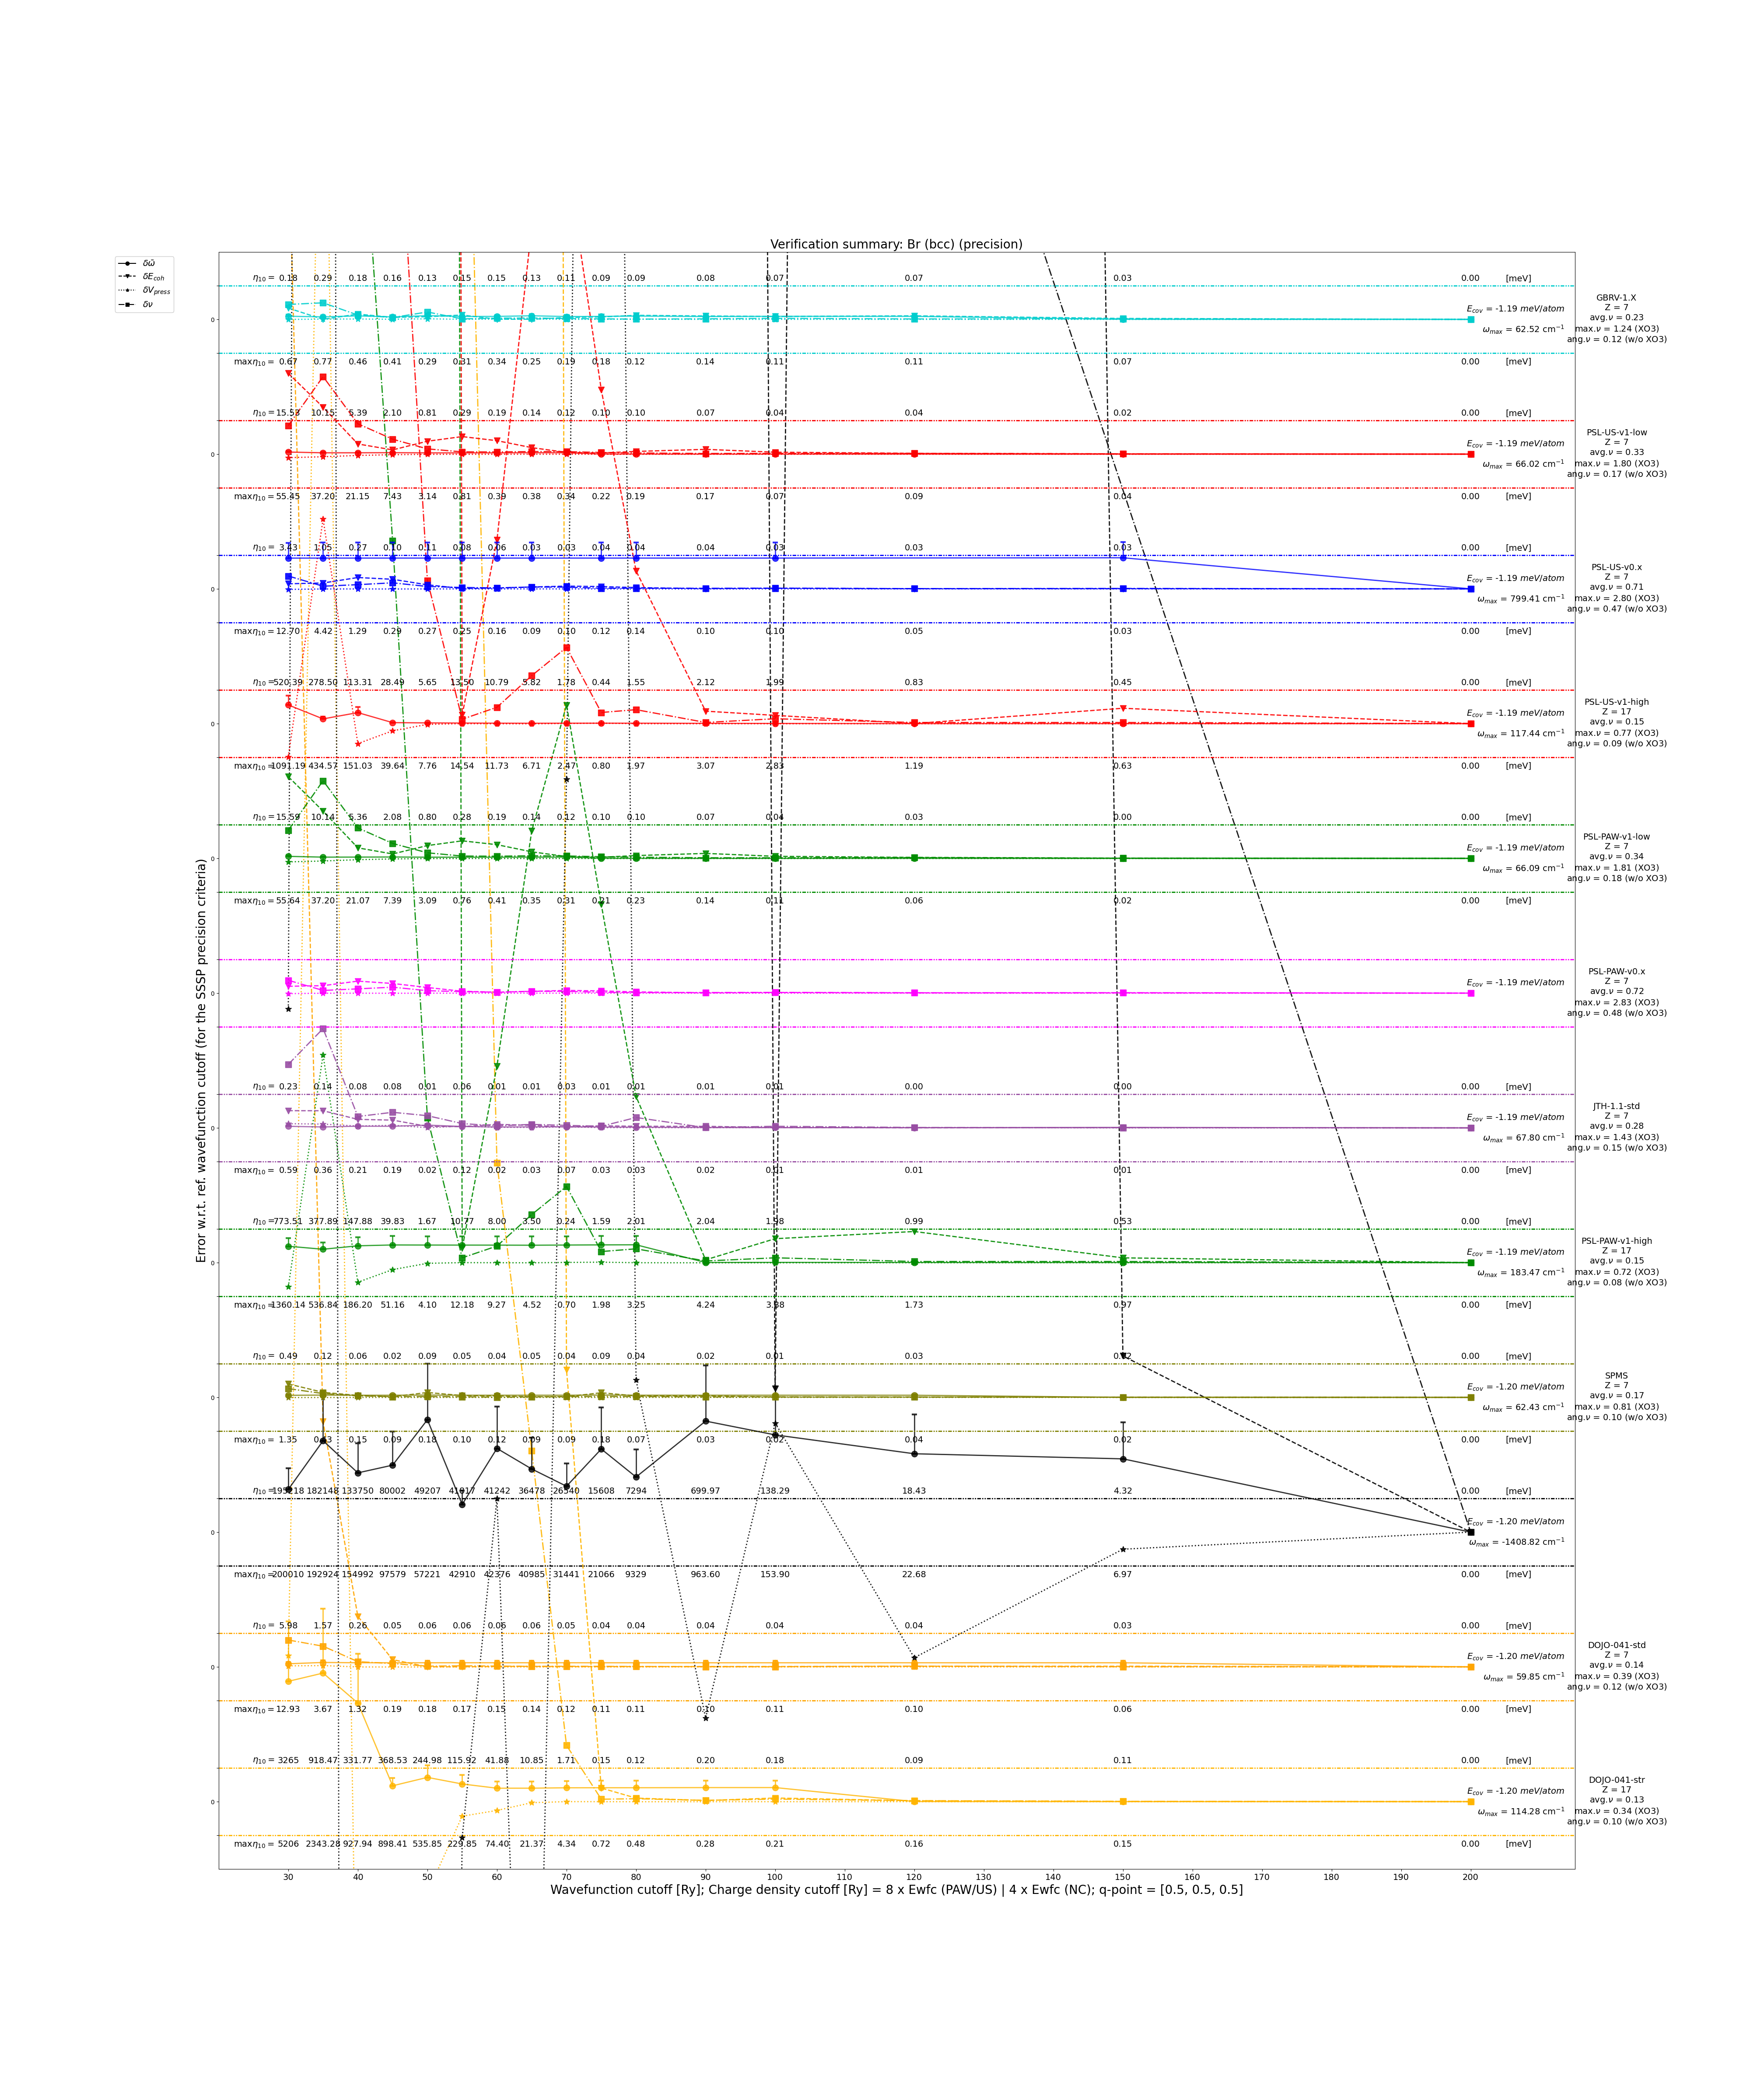 Verification summary: Br (bcc) (precision)
δω̄
δE_coh
δV_press
δν
Error w.r.t. ref. wavefunction cutoff (for the SSSP precision criteria)
η₁₀ = 0.18 0.29 0.18 0.16 0.13 0.15 0.15 0.13 0.11 0.09 0.09 0.08 0.07 0.07 0.03 0.00 [meV]
0
E_cov = -1.19 meV/atom
ω_max = 62.52 cm⁻¹
GBRV-1.X
Z = 7
avg.ν = 0.23
max.ν = 1.24 (XO3)
ang.ν = 0.12 (w/o XO3)
maxη₁₀ = 0.67 0.77 0.46 0.41 0.29 0.31 0.34 0.25 0.19 0.18 0.12 0.14 0.11 0.11 0.07 0.00 [meV]
η₁₀ = 15.53 10.15 5.39 2.10 0.81 0.29 0.19 0.14 0.12 0.10 0.10 0.07 0.04 0.04 0.02 0.00 [meV]
0
E_cov = -1.19 meV/atom
ω_max = 66.02 cm⁻¹
PSL-US-v1-low
Z = 7
avg.ν = 0.33
max.ν = 1.80 (XO3)
ang.ν = 0.17 (w/o XO3)
maxη₁₀ = 55.45 37.20 21.15 7.43 3.14 0.81 0.39 0.38 0.34 0.22 0.19 0.17 0.07 0.09 0.04 0.00 [meV]
η₁₀ = 3.43 1.05 0.27 0.10 0.11 0.08 0.06 0.03 0.03 0.04 0.04 0.04 0.03 0.03 0.03 0.00 [meV]
0
E_cov = -1.19 meV/atom
ω_max = 799.41 cm⁻¹
PSL-US-v0.x
Z = 7
avg.ν = 0.71
max.ν = 2.80 (XO3)
ang.ν = 0.47 (w/o XO3)
maxη₁₀ = 12.70 4.42 1.29 0.29 0.27 0.25 0.16 0.09 0.10 0.12 0.14 0.10 0.10 0.05 0.03 0.00 [meV]
η₁₀ = 520.39 278.50 113.31 28.49 5.65 13.50 10.79 5.82 1.78 0.44 1.55 2.12 1.99 0.83 0.45 0.00 [meV]
0
E_cov = -1.19 meV/atom
ω_max = 117.44 cm⁻¹
PSL-US-v1-high
Z = 17
avg.ν = 0.15
max.ν = 0.77 (XO3)
ang.ν = 0.09 (w/o XO3)
maxη₁₀ = 1091.19 434.57 151.03 39.64 7.76 14.54 11.73 6.71 2.47 0.80 1.97 3.07 2.83 1.19 0.63 0.00 [meV]
η₁₀ = 15.59 10.14 5.36 2.08 0.80 0.28 0.19 0.14 0.12 0.10 0.10 0.07 0.04 0.03 0.00 0.00 [meV]
0
E_cov = -1.19 meV/atom
ω_max = 66.09 cm⁻¹
PSL-PAW-v1-low
Z = 7
avg.ν = 0.34
max.ν = 1.81 (XO3)
ang.ν = 0.18 (w/o XO3)
maxη₁₀ = 55.64 37.20 21.07 7.39 3.09 0.76 0.41 0.35 0.31 0.21 0.23 0.14 0.11 0.06 0.02 0.00 [meV]
0
E_cov = -1.19 meV/atom
PSL-PAW-v0.x
Z = 7
avg.ν = 0.72
max.ν = 2.83 (XO3)
ang.ν = 0.48 (w/o XO3)
η₁₀ = 0.23 0.14 0.08 0.08 0.01 0.06 0.01 0.01 0.03 0.01 0.01 0.01 0.01 0.00 0.00 0.00 [meV]
0
E_cov = -1.19 meV/atom
ω_max = 67.80 cm⁻¹
JTH-1.1-std
Z = 7
avg.ν = 0.28
max.ν = 1.43 (XO3)
ang.ν = 0.15 (w/o XO3)
maxη₁₀ = 0.59 0.36 0.21 0.19 0.02 0.12 0.02 0.03 0.07 0.03 0.03 0.02 0.01 0.01 0.01 0.00 [meV]
η₁₀ = 773.51 377.89 147.88 39.83 1.67 10.77 8.00 3.50 0.24 1.59 2.01 2.04 1.98 0.99 0.53 0.00 [meV]
0
E_cov = -1.19 meV/atom
ω_max = 183.47 cm⁻¹
PSL-PAW-v1-high
Z = 17
avg.ν = 0.15
max.ν = 0.72 (XO3)
ang.ν = 0.08 (w/o XO3)
maxη₁₀ = 1360.14 536.84 186.20 51.16 4.10 12.18 9.27 4.52 0.70 1.98 3.25 4.24 3.88 1.73 0.97 0.00 [meV]
η₁₀ = 0.49 0.12 0.06 0.02 0.09 0.05 0.04 0.05 0.04 0.09 0.04 0.02 0.01 0.03 0.00 [meV]
0
E_cov = -1.20 meV/atom
ω_max = 62.43 cm⁻¹
SPMS
Z = 7
avg.ν = 0.17
max.ν = 0.81 (XO3)
ang.ν = 0.10 (w/o XO3)
maxη₁₀ = 1.35 0.15 0.09 0.18 0.10 0.12 0.09 0.09 0.18 0.07 0.03 0.02 0.04 0.02 0.00 [meV]
η₁₀ = 182148 133750 80002 49207 41242 36478 26540 15608 7294 699.97 138.29 18.43 4.32 0.00 [meV]
0
E_cov = -1.20 meV/atom
ω_max = -1408.82 cm⁻¹
maxη₁₀ = 200010 192924 154992 97579 57221 42910 42376 40985 31441 21066 9329 963.60 153.90 22.68 6.97 0.00 [meV]
η₁₀ = 5.98 1.57 0.26 0.05 0.06 0.06 0.06 0.06 0.05 0.04 0.04 0.04 0.04 0.04 0.03 0.00 [meV]
0
E_cov = -1.20 meV/atom
ω_max = 59.85 cm⁻¹
DOJO-041-std
Z = 7
avg.ν = 0.14
max.ν = 0.39 (XO3)
ang.ν = 0.12 (w/o XO3)
maxη₁₀ = 12.93 3.67 1.32 0.19 0.18 0.17 0.15 0.14 0.12 0.11 0.11 0.10 0.11 0.10 0.06 0.00 [meV]
η₁₀ = 3265 918.47 331.77 368.53 244.98 115.92 41.88 10.85 1.71 0.15 0.12 0.20 0.18 0.09 0.11 0.00 [meV]
0
E_cov = -1.20 meV/atom
ω_max = 114.28 cm⁻¹
DOJO-041-str
Z = 17
avg.ν = 0.13
max.ν = 0.34 (XO3)
ang.ν = 0.10 (w/o XO3)
maxη₁₀ = 5206 2343.28 927.94 898.41 535.85 229.85 74.40 21.37 4.34 0.72 0.48 0.28 0.21 0.16 0.15 0.00 [meV]
30 40 50 60 70 80 90 100 110 120 130 140 150 160 170 180 190 200
Wavefunction cutoff [Ry]; Charge density cutoff [Ry] = 8 x Ewfc (PAW/US) | 4 x Ewfc (NC); q-point = [0.5, 0.5, 0.5]